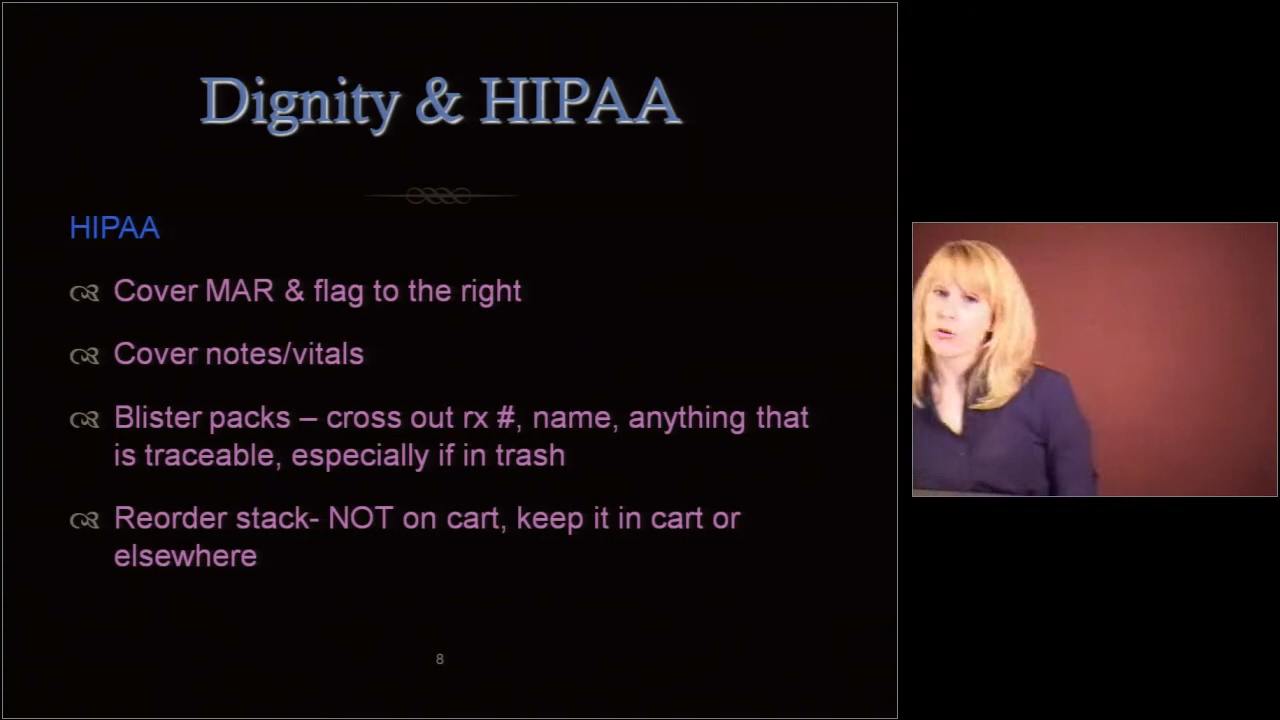 Dignity & HIPAA
HIPAA
Cover MAR & flag to the right
Cover notes/vitals
Blister packs – cross out rx #, name, anything that
is traceable, especially if in trash
Reorder stack- NOT on cart, keep it in cart or
elsewhere
8